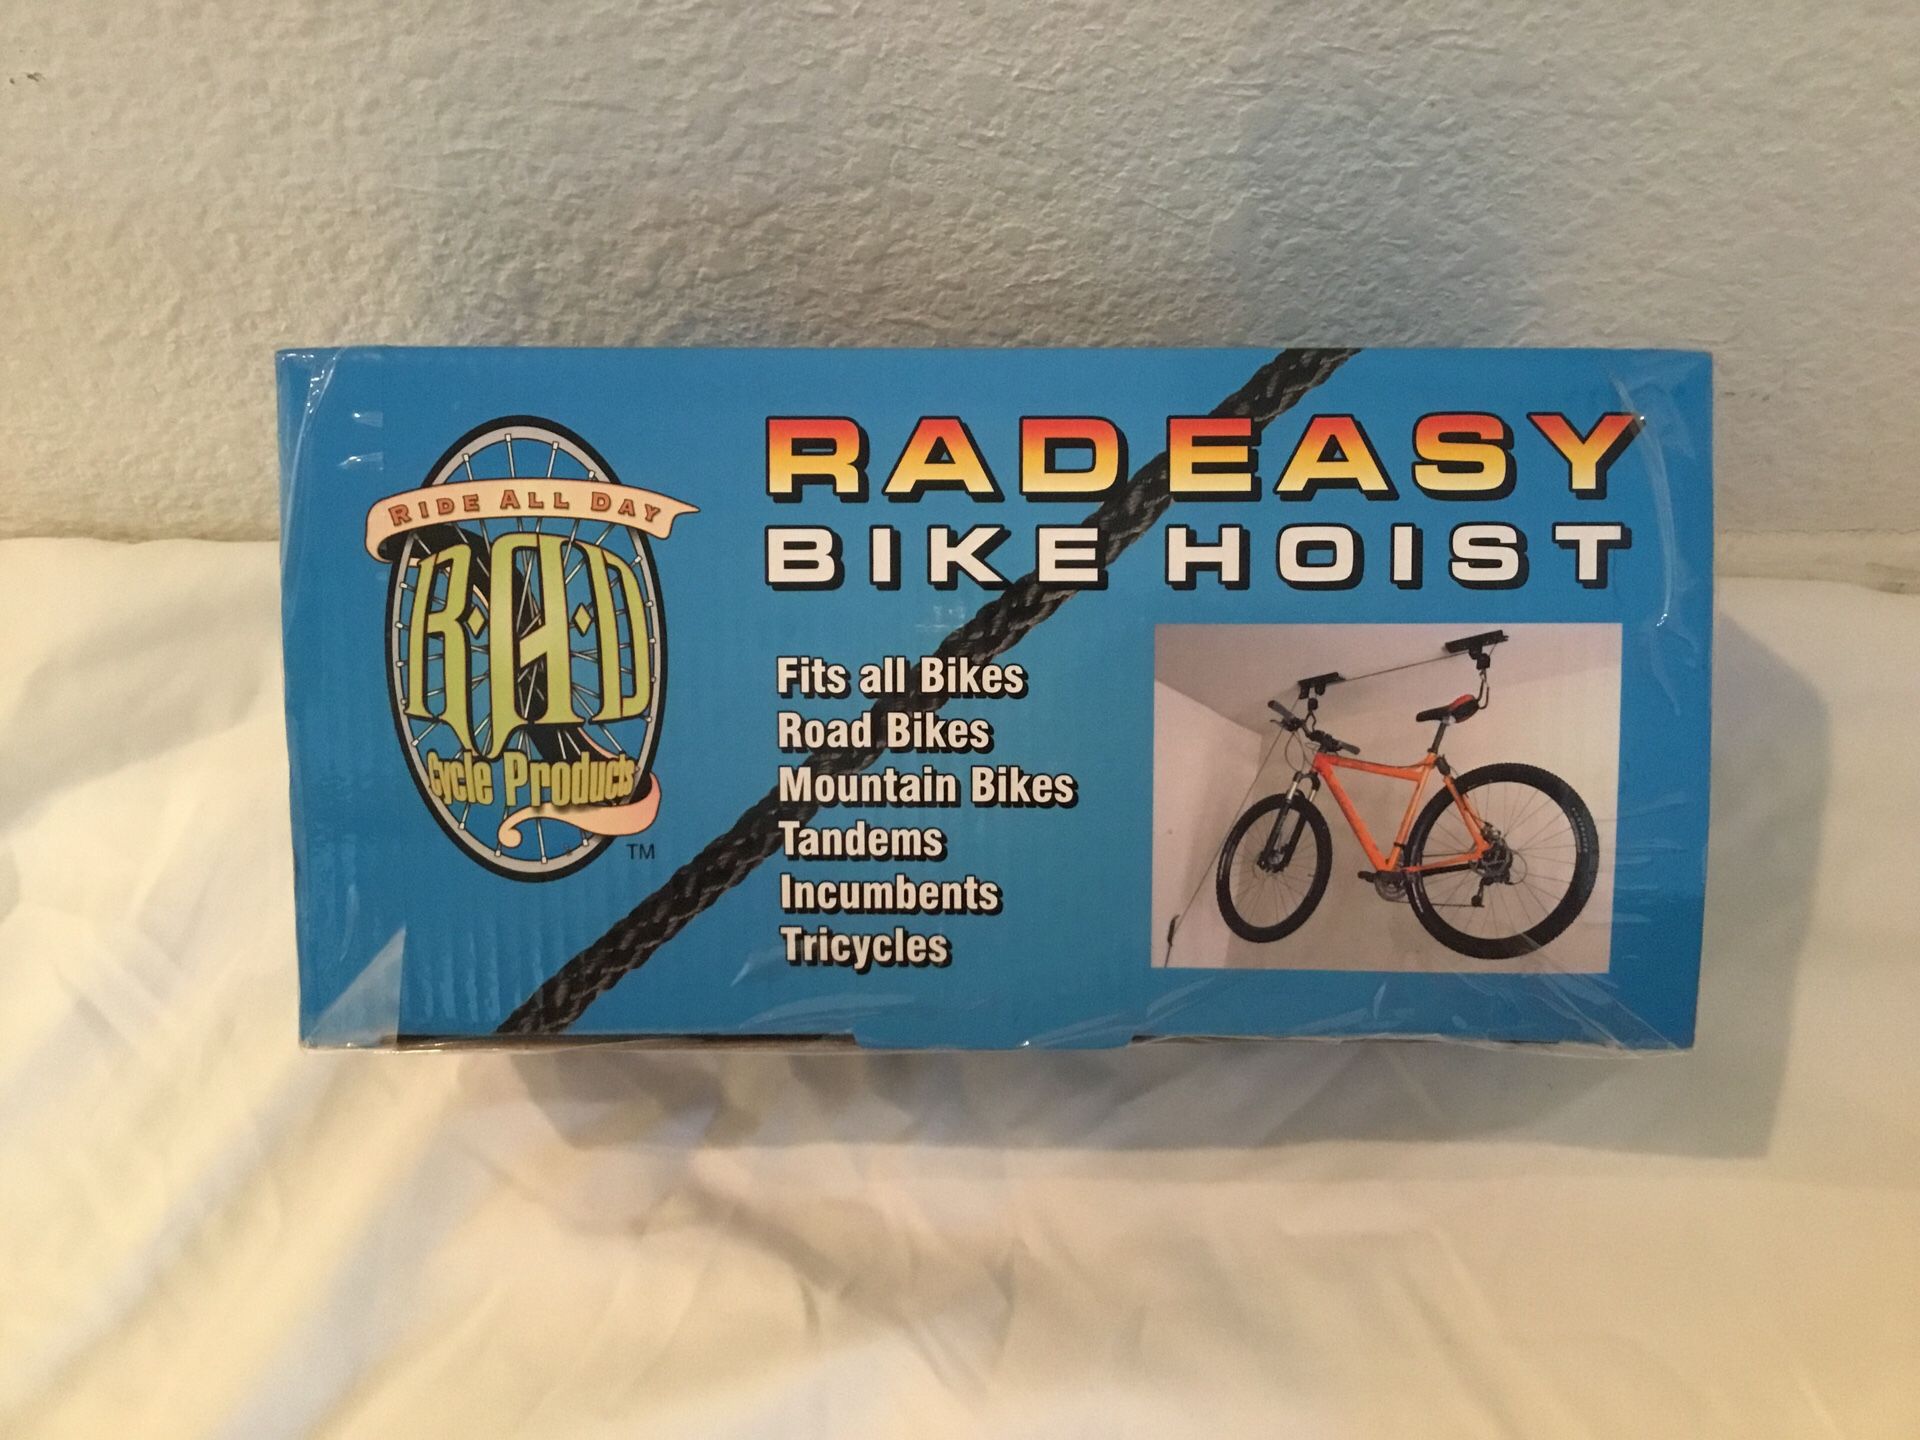 RIDE ALL DAY
R·A·D
Cycle Products
TM
RAD EASY
BIKE HOIST
Fits all Bikes
Road Bikes
Mountain Bikes
Tandems
Incumbents
Tricycles